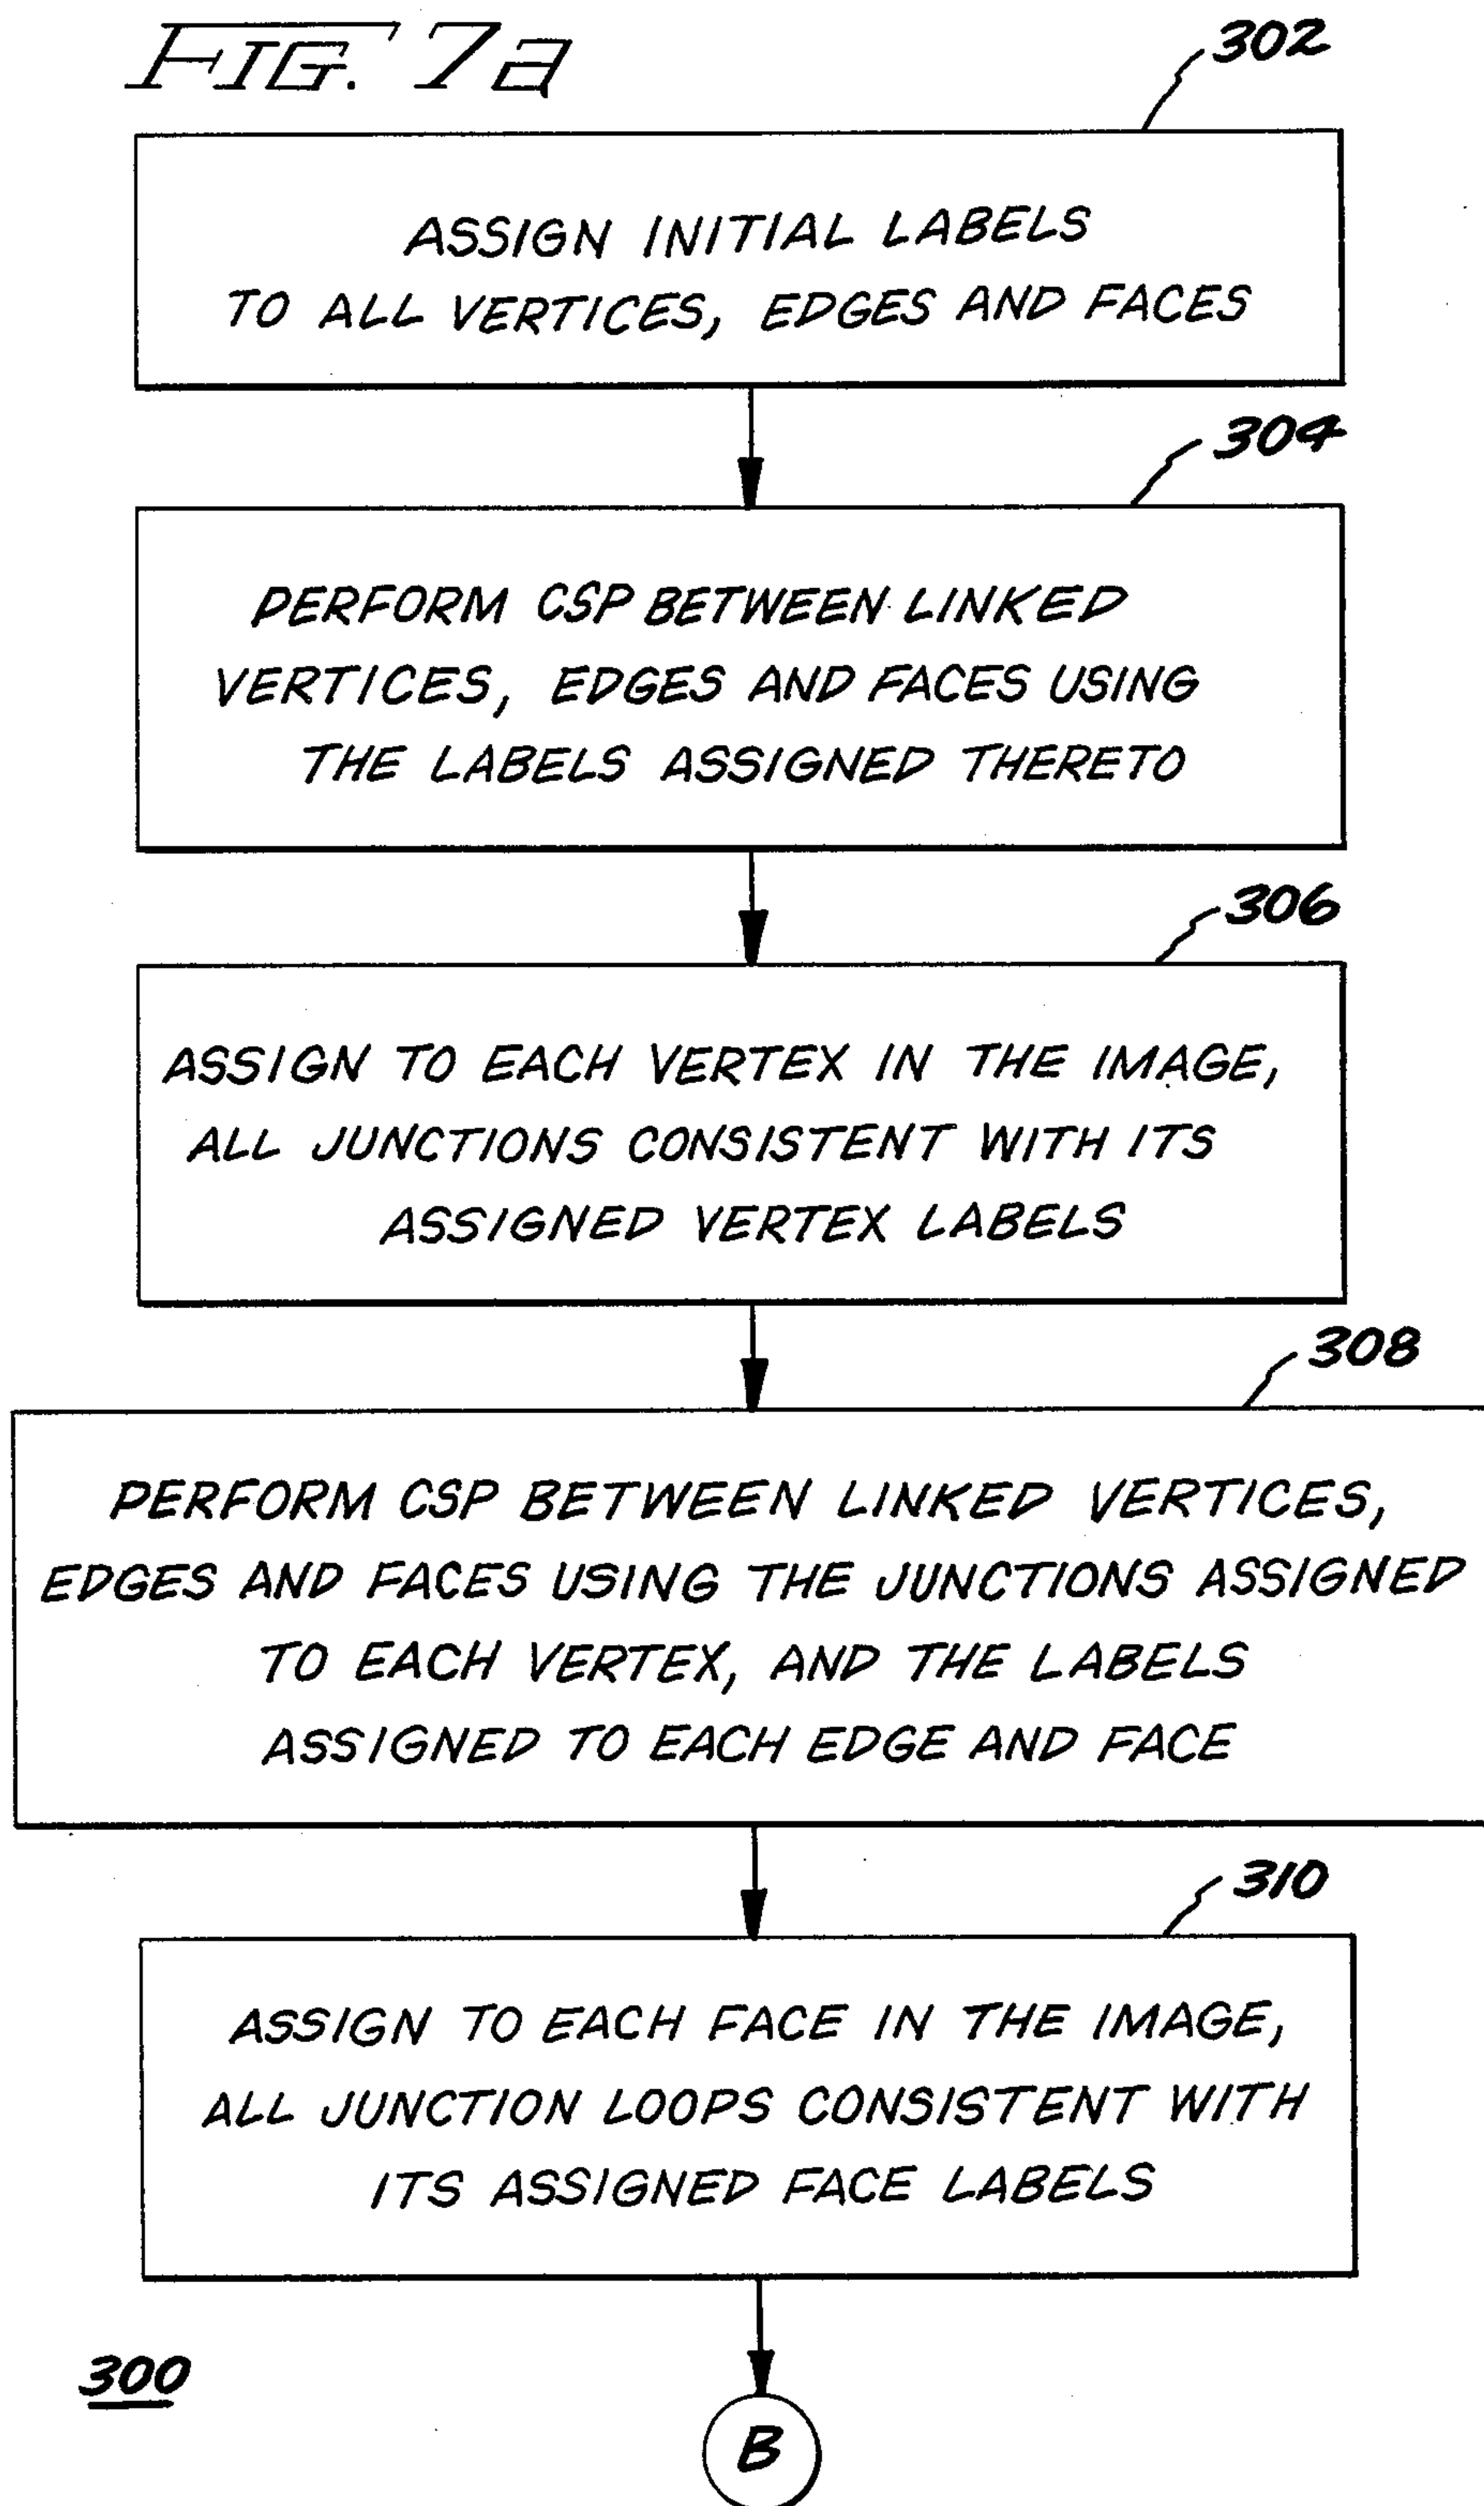 FIG. 7a
302
ASSIGN INITIAL LABELS
TO ALL VERTICES, EDGES AND FACES
304
PERFORM CSP BETWEEN LINKED
VERTICES, EDGES AND FACES USING
THE LABELS ASSIGNED THERETO
306
ASSIGN TO EACH VERTEX IN THE IMAGE,
ALL JUNCTIONS CONSISTENT WITH ITS
ASSIGNED VERTEX LABELS
308
PERFORM CSP BETWEEN LINKED VERTICES,
EDGES AND FACES USING THE JUNCTIONS ASSIGNED
TO EACH VERTEX, AND THE LABELS
ASSIGNED TO EACH EDGE AND FACE
310
ASSIGN TO EACH FACE IN THE IMAGE,
ALL JUNCTION LOOPS CONSISTENT WITH
ITS ASSIGNED FACE LABELS
300
B